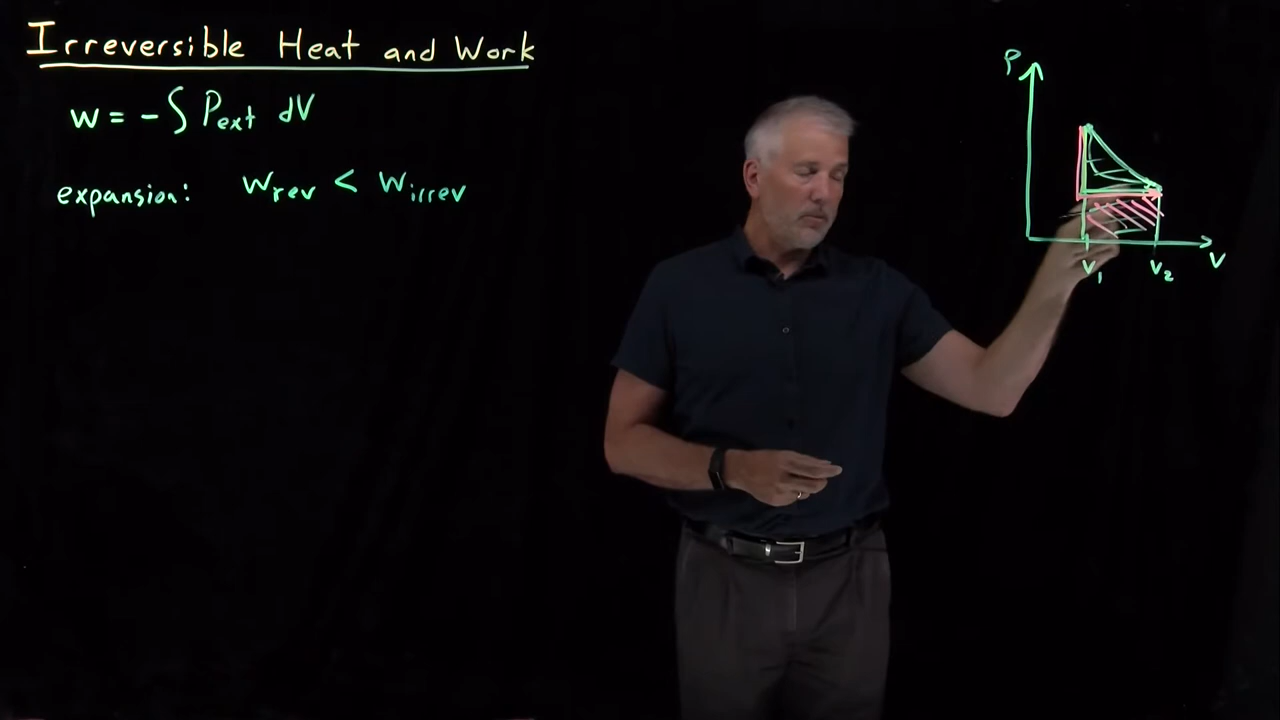 Irreversible Heat and Work
w = - ∫ Pext dV
expansion: wrev < wirrev
P
V1 V2 V